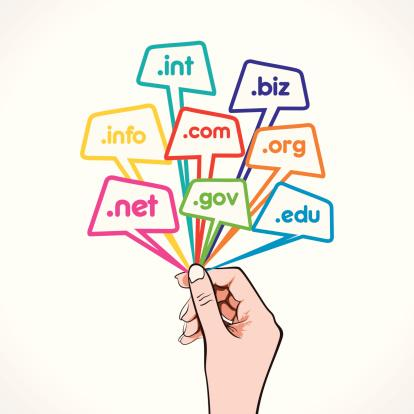 .int
.biz
.info
.com
.org
.net
.gov
.edu